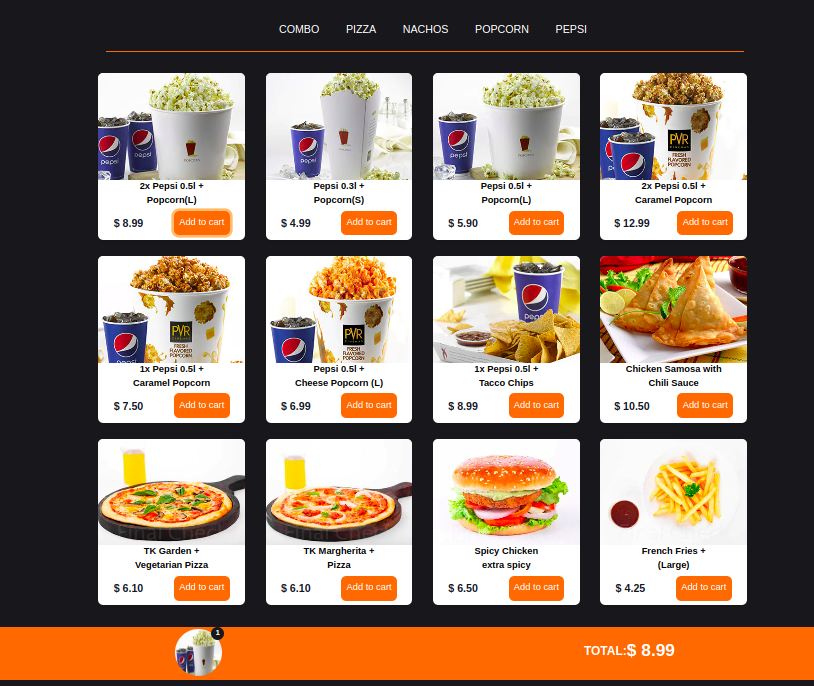 COMBO PIZZA NACHOS POPCORN PEPSI
2x Pepsi 0.5l +
Popcorn(L)
$ 8.99 Add to cart
Pepsi 0.3l +
Popcorn(S)
$ 4.99 Add to cart
Pepsi 0.5l +
Popcorn(L)
$ 5.90 Add to cart
PVR
FRESH
FLAVORED
POPCORN
2x Pepsi 0.5l +
Caramel Popcorn
$ 12.99 Add to cart
PVR
FRESH
FLAVORED
POPCORN
1x Pepsi 0.5l +
Caramel Popcorn
$ 7.50 Add to cart
PVR
FRESH
FLAVORED
POPCORN
Pepsi 0.5l +
Cheese Popcorn (L)
$ 6.99 Add to cart
1x Pepsi 0.5l +
Tacco Chips
$ 8.99 Add to cart
Chicken Samosa with
Chili Sauce
$ 10.50 Add to cart
TK Garden +
Vegetarian Pizza
$ 6.10 Add to cart
TK Margherita +
Pizza
$ 6.10 Add to cart
Spicy Chicken
extra spicy
$ 6.50 Add to cart
French Fries +
(Large)
$ 4.25 Add to cart
1
TOTAL:$ 8.99